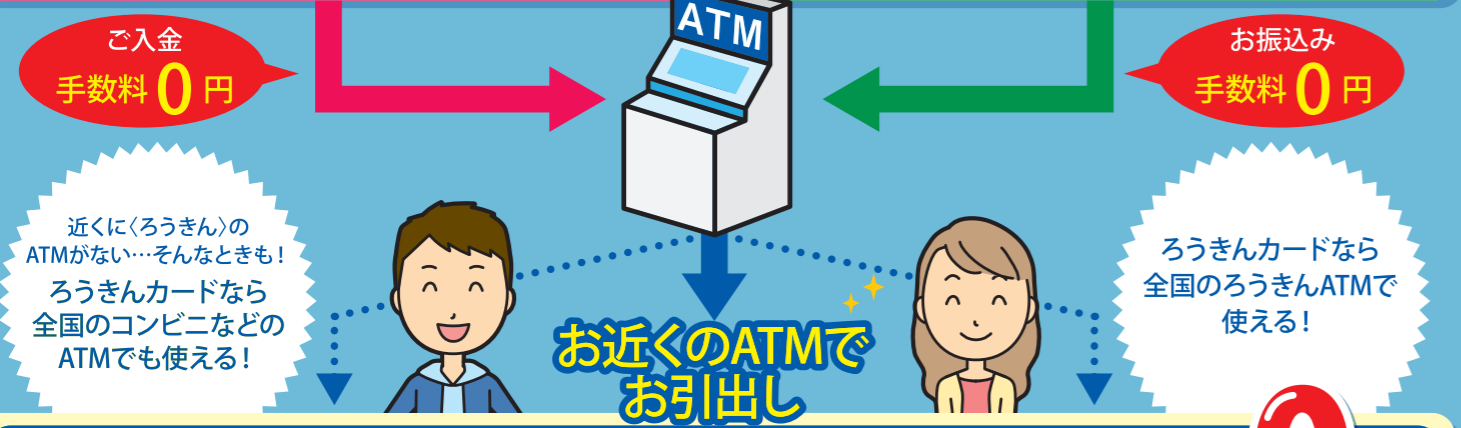 ATM
ご入金
手数料0円
お振込み
手数料0円
近くに〈ろうきん〉の
ATMがない…そんなときも！
ろうきんカードなら
全国のコンビニなどの
ATMでも使える！
お近くのATMで
お引出し
ろうきんカードなら
全国のろうきんATMで
使える！